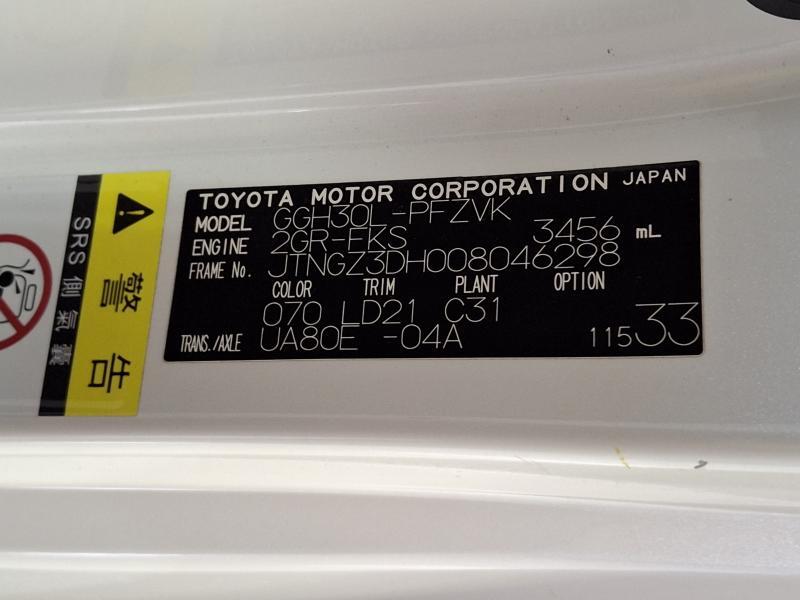 TOYOTA MOTOR CORPORATION JAPAN
MODEL GGH30L-PFZVK
ENGINE 2GR-FKS 3456 mL
FRAME No. JTNGZ3DH008046298
COLOR TRIM PLANT OPTION
070 LD21 C31
TRANS./AXLE UA80E -04A 11533
警告
SRS 側氣囊